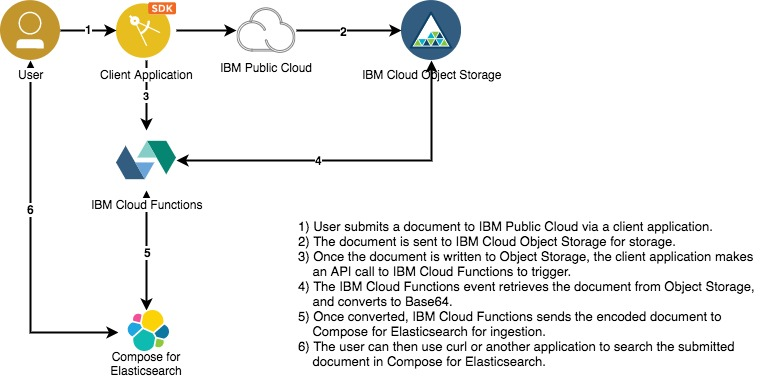 SDK
1
2
User
Client Application
IBM Public Cloud
IBM Cloud Object Storage
3
4
IBM Cloud Functions
6
5
Compose for
Elasticsearch
1) User submits a document to IBM Public Cloud via a client application.
2) The document is sent to IBM Cloud Object Storage for storage.
3) Once the document is written to Object Storage, the client application makes
an API call to IBM Cloud Functions to trigger.
4) The IBM Cloud Functions event retrieves the document from Object Storage,
and converts to Base64.
5) Once converted, IBM Cloud Functions sends the encoded document to
Compose for Elasticsearch for ingestion.
6) The user can then use curl or another application to search the submitted
document in Compose for Elasticsearch.